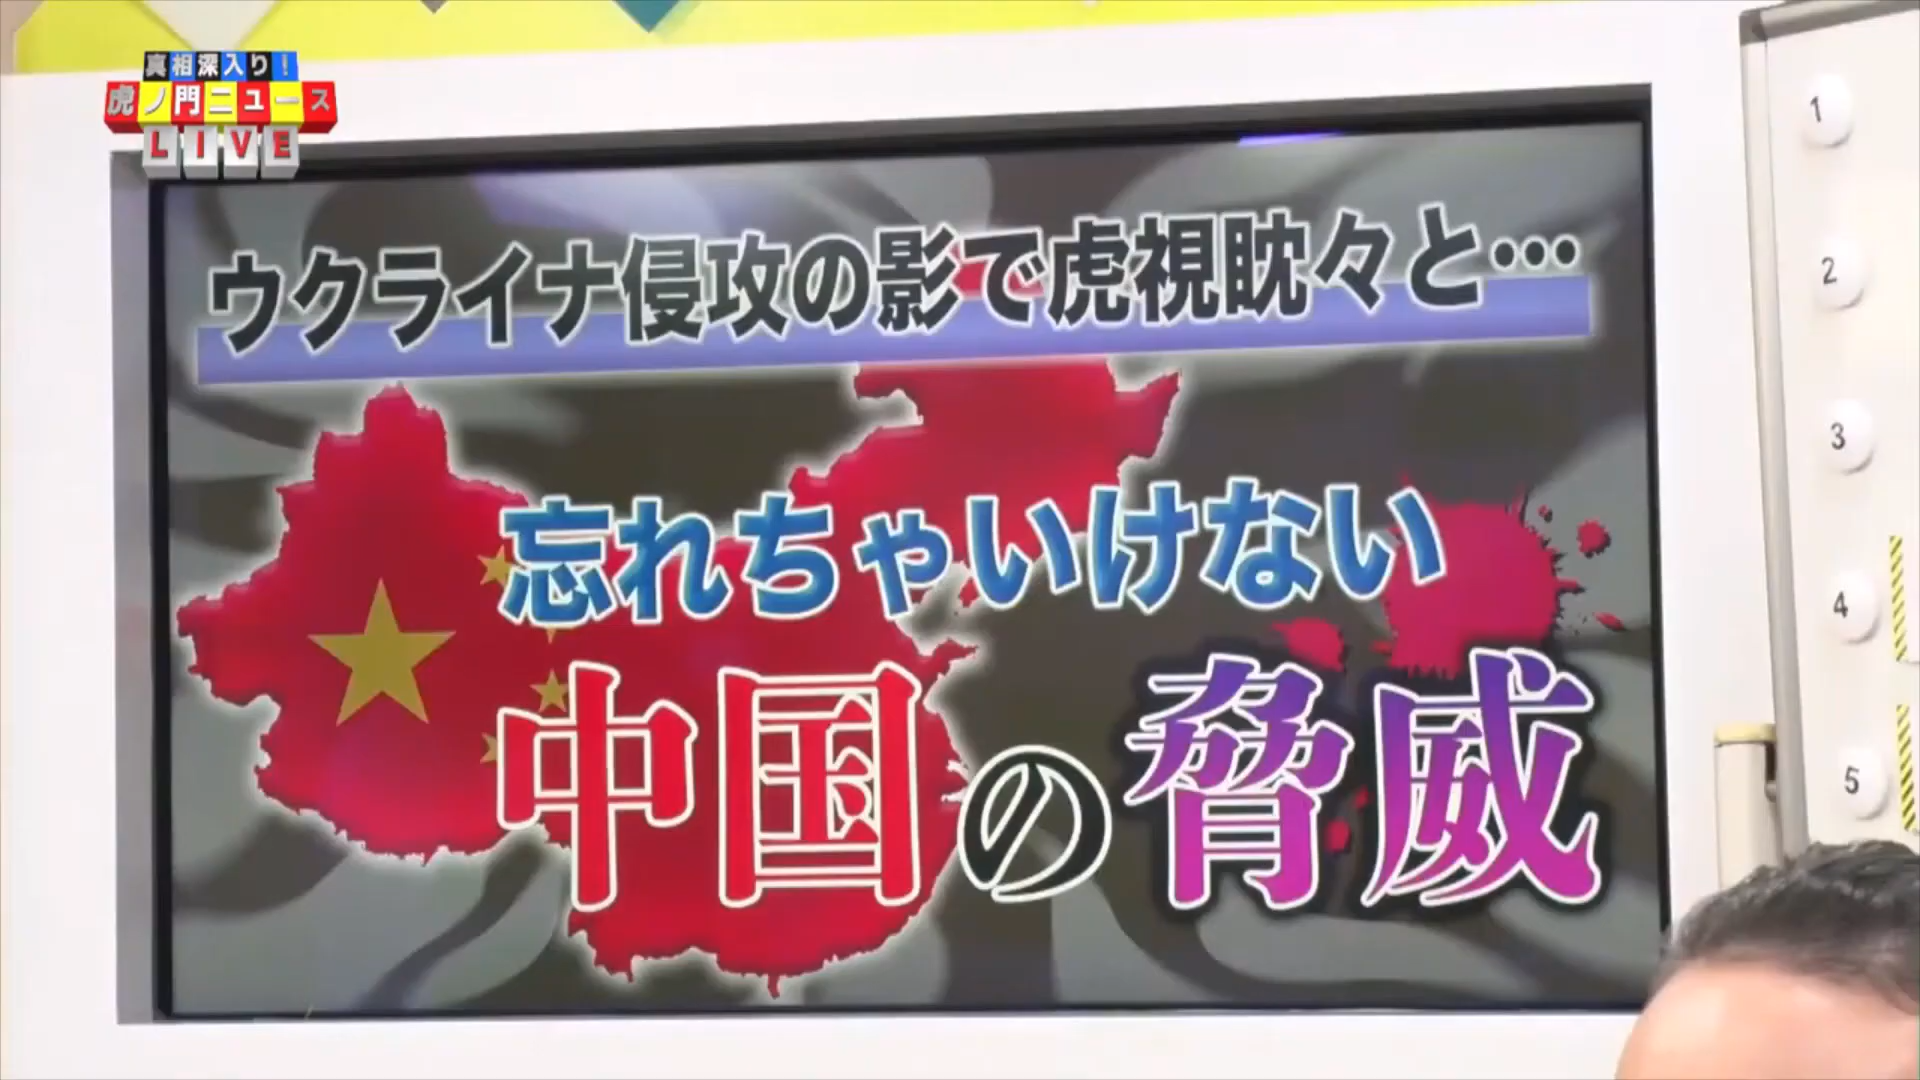 真相深入り!
虎ノ門ニュース
LIVE
ウクライナ侵攻の影で虎視眈々と…
忘れちゃいけない
中国の脅威
1
2
3
4
5